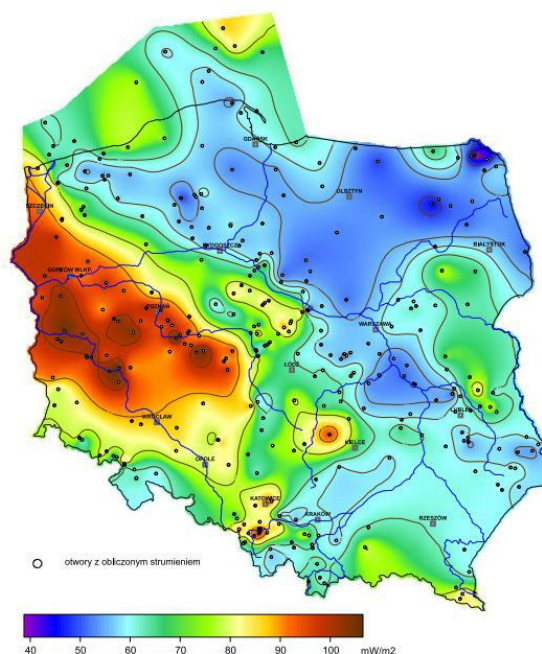 GDAŃSK
OLSZTYN
SZCZECIN
BYDGOSZCZ
BIAŁYSTOK
GORZÓW WLKP.
POZNAŃ
WARSZAWA
ŁÓDŹ
LUBLIN
WROCŁAW
KIELCE
OPOLE
KATOWICE
KRAKÓW
RZESZÓW
otwory z obliczonym strumieniem
40 50 60 70 80 90 100 mW/m2